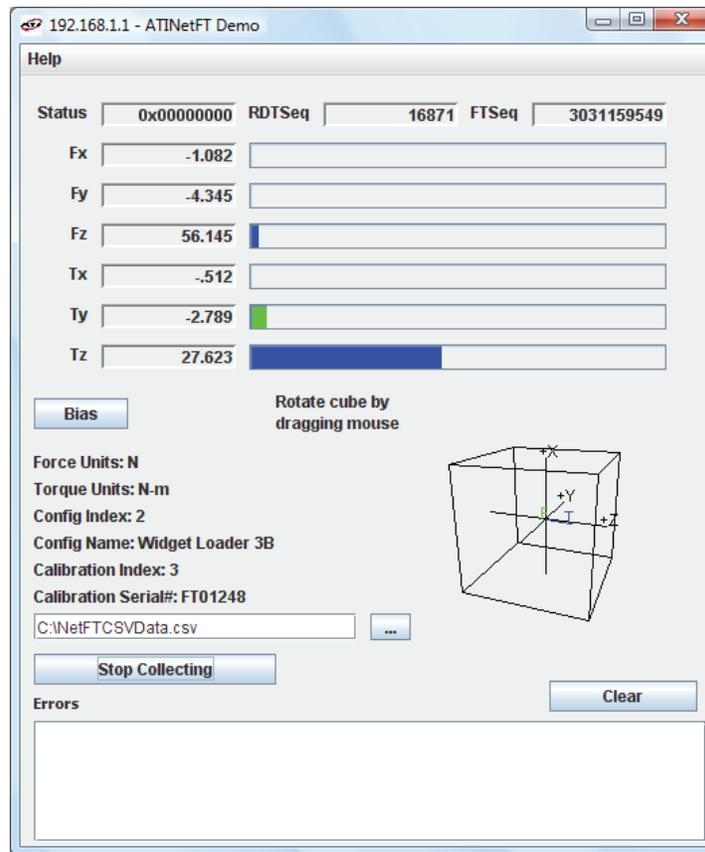 192.168.1.1 - ATINetFT Demo
Help
Status 0x00000000 RDTSeq 16871 FTSeq 3031159549
Fx -1.082
Fy -4.345
Fz 56.145
Tx -.512
Ty -2.789
Tz 27.623
Bias
Rotate cube by
dragging mouse
Force Units: N
Torque Units: N-m
Config Index: 2
Config Name: Widget Loader 3B
Calibration Index: 3
Calibration Serial#: FT01248
+X
+Y
F T +Z
C:\NetFTCSVData.csv ...
Stop Collecting
Clear
Errors